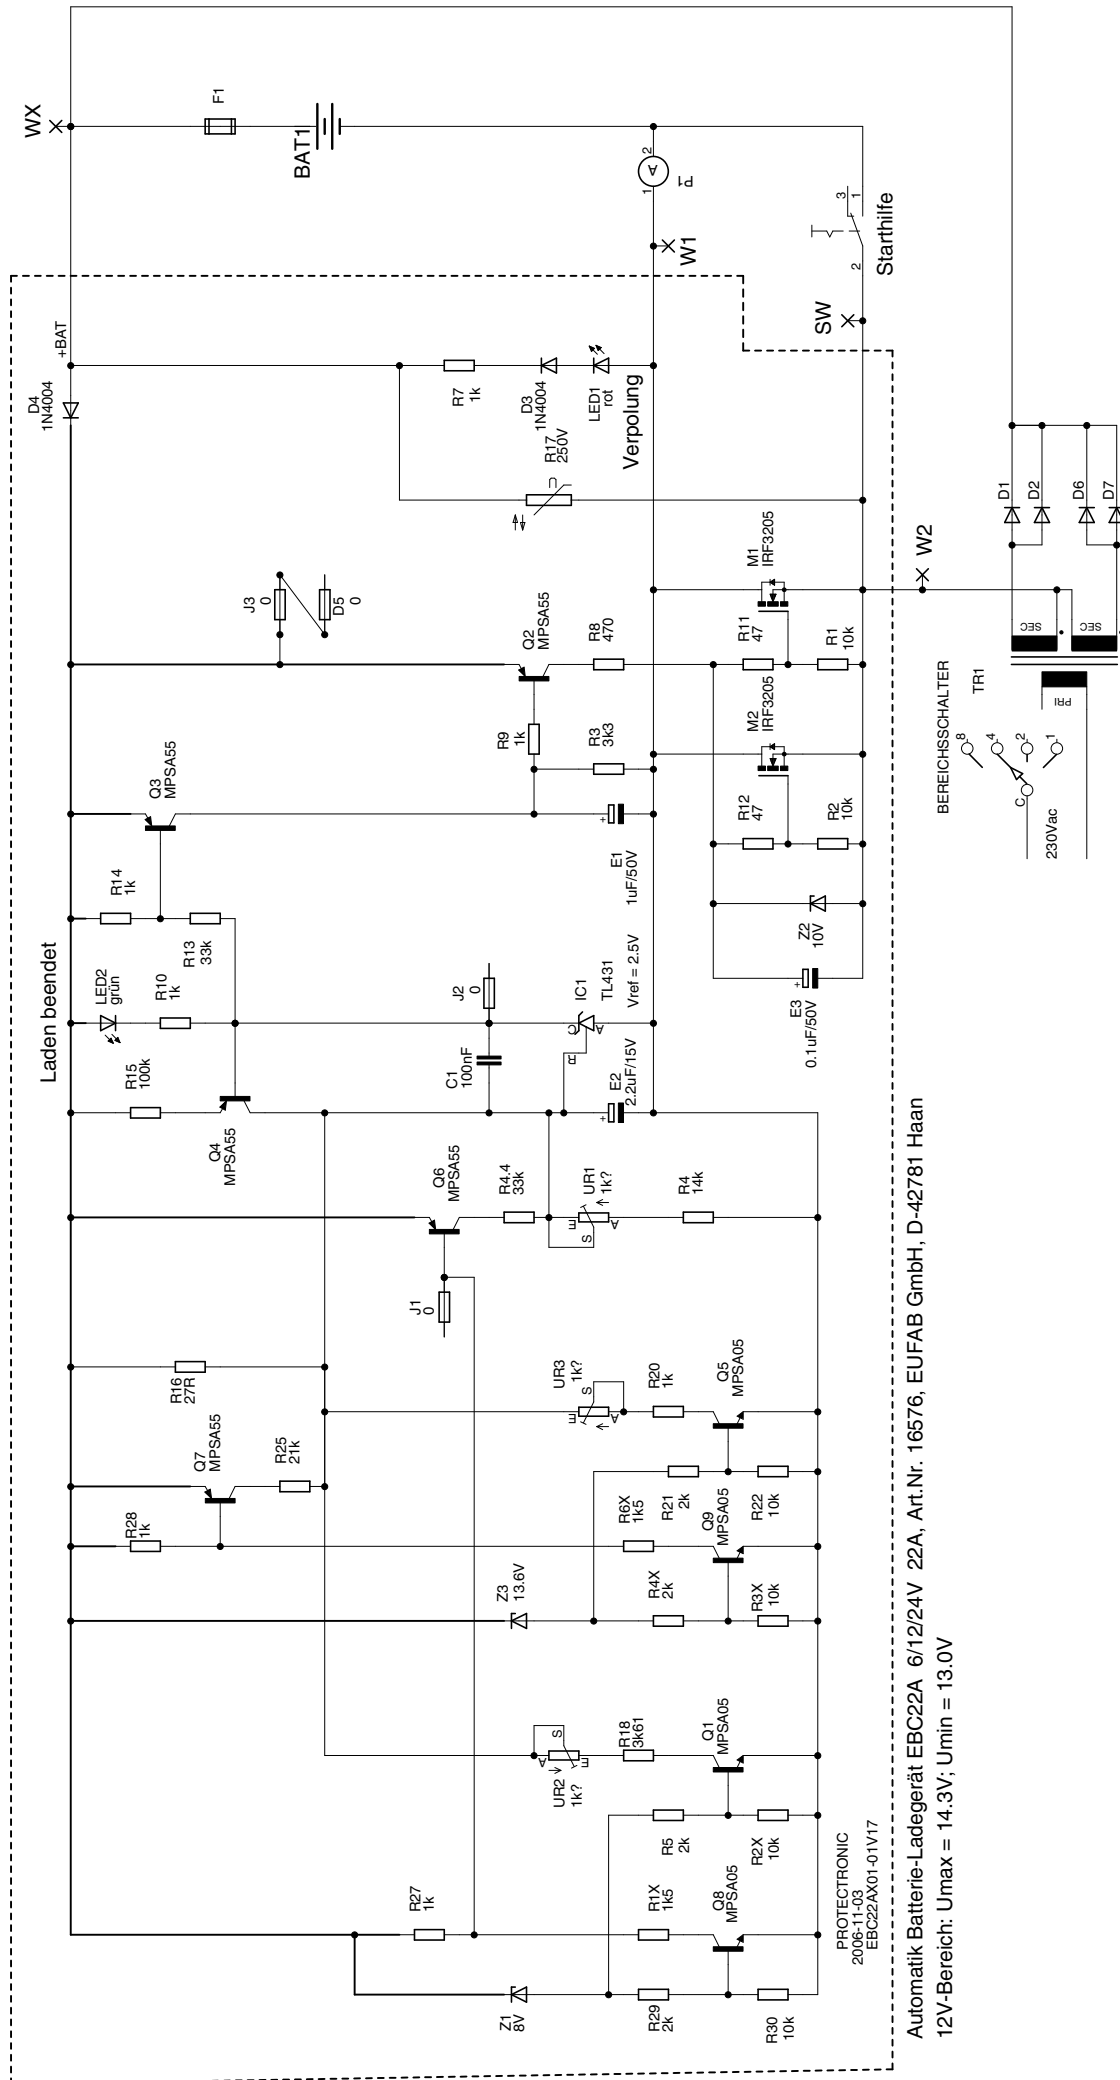 WX
F1
BAT1
P1
A
1
2
W1
SW
Starthilfe
1
2
3
+BAT
D4
1N4004
R7
1k
D3
1N4004
LED1
rot
Verpolung
R17
250V
U
J3
0
D5
0
Q2
MPSA55
R8
470
R9
1k
R3
3k3
M1
IRF3205
R11
47
R1
10k
M2
IRF3205
R12
47
R2
10k
W2
D1
D2
D6
D7
SEC
SEC
PRI
TR1
BEREICHSSCHALTER
8
4
2
1
C
230Vac
Q3
MPSA55
R14
1k
R13
33k
E1
1uF/50V
+
Z2
10V
E3
0.1uF/50V
+
Laden beendet
LED2
grün
R10
1k
R15
100k
Q4
MPSA55
J2
0
C1
100nF
IC1
TL431
Vref = 2.5V
C
A
R
E2
2.2uF/15V
+
Q6
MPSA55
R4.4
33k
UR1
1k?
E
S
A
R4
14k
J1
0
R16
27R
Q7
MPSA55
R25
21k
R28
1k
UR3
1k?
E
S
A
R20
1k
Q5
MPSA05
R21
2k
R22
10k
R6X
1k5
Q9
MPSA05
R4X
2k
R3X
10k
Z3
13.6V
UR2
1k?
A
S
E
R18
3k61
Q1
MPSA05
R5
2k
R2X
10k
R27
1k
R1X
1k5
Q8
MPSA05
Z1
8V
R29
2k
R30
10k
PROTECTRONIC
2006-11-03
EBC22AX01-01V17
Automatik Batterie-Ladegerät EBC22A 6/12/24V 22A, Art.Nr. 16576, EUFAB GmbH, D-42781 Haan
12V-Bereich: Umax = 14.3V; Umin = 13.0V